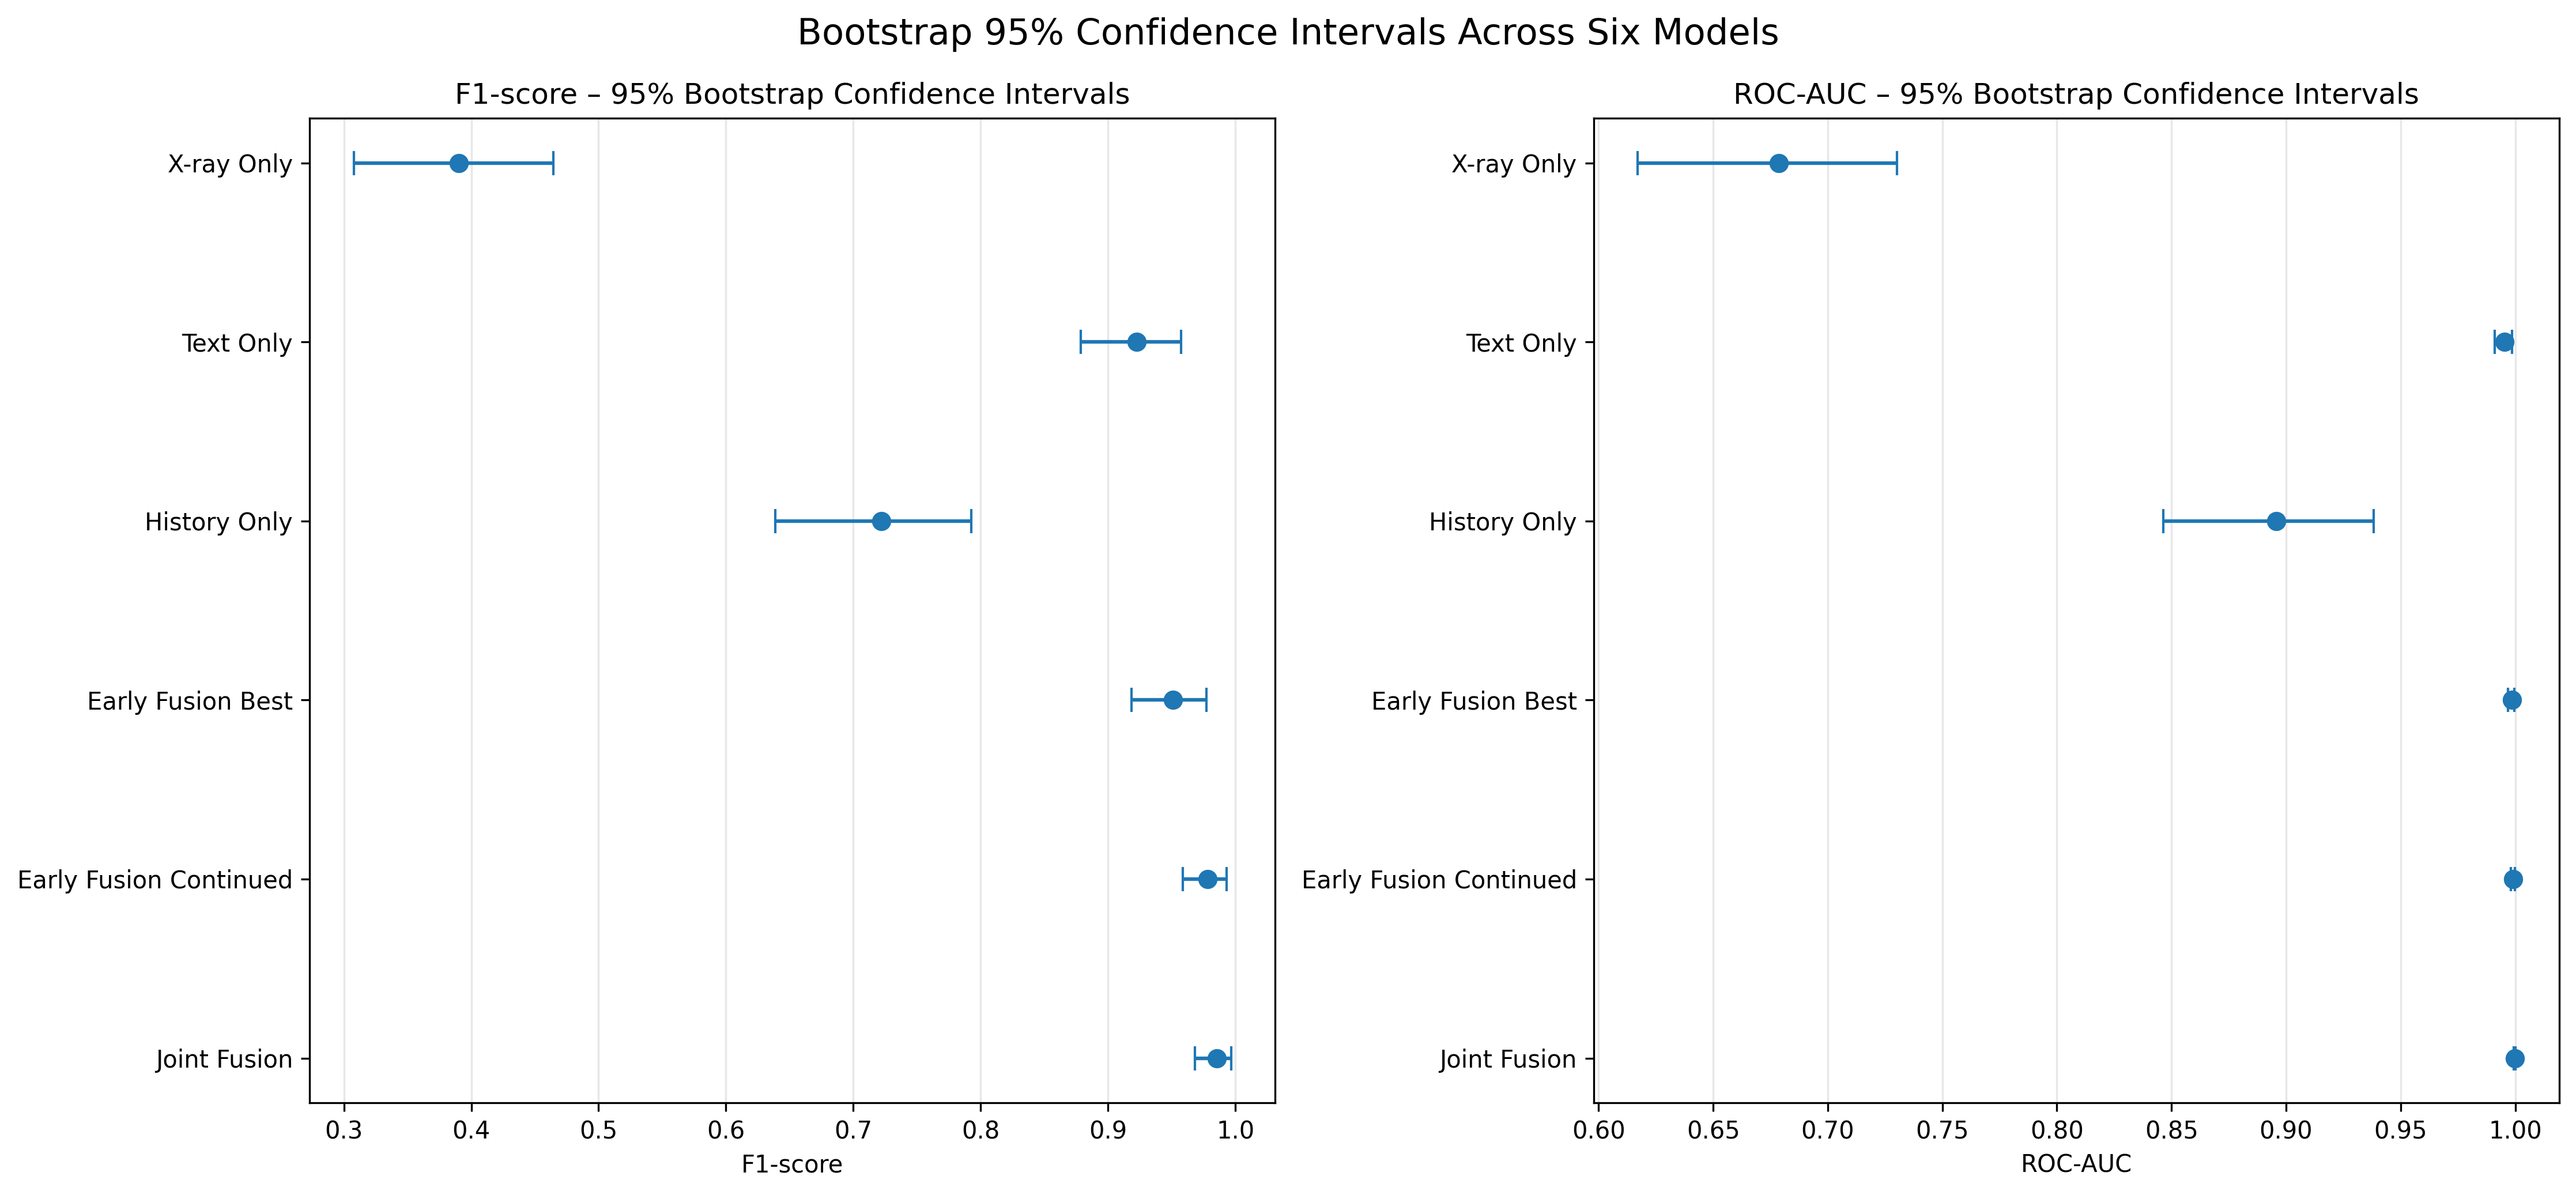 Bootstrap 95% Confidence Intervals Across Six Models
F1-score – 95% Bootstrap Confidence Intervals
X-ray Only
Text Only
History Only
Early Fusion Best
Early Fusion Continued
Joint Fusion
0.3 0.4 0.5 0.6 0.7 0.8 0.9 1.0
F1-score
ROC-AUC – 95% Bootstrap Confidence Intervals
X-ray Only
Text Only
History Only
Early Fusion Best
Early Fusion Continued
Joint Fusion
0.60 0.65 0.70 0.75 0.80 0.85 0.90 0.95 1.00
ROC-AUC